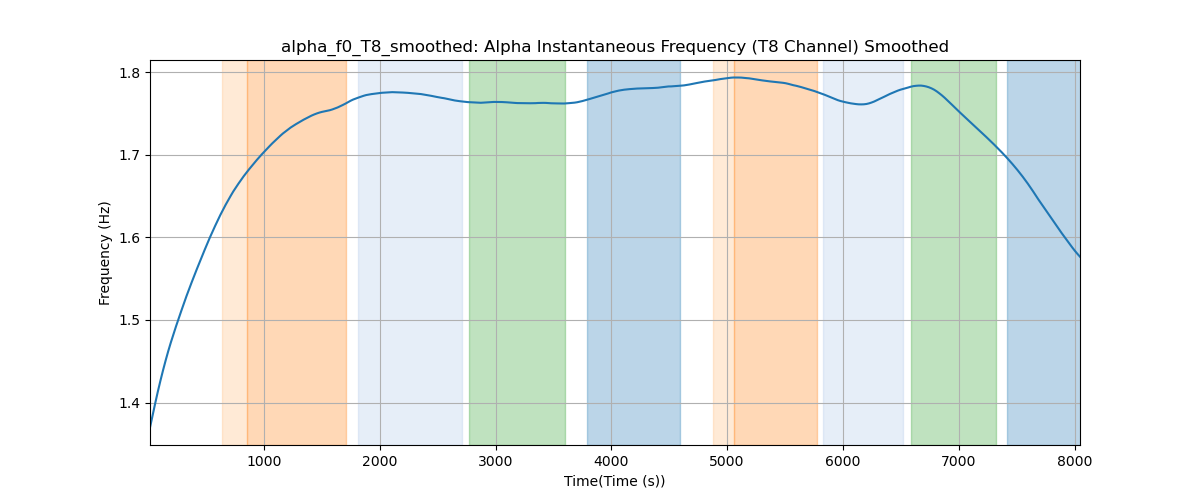 alpha_f0_T8_smoothed: Alpha Instantaneous Frequency (T8 Channel) Smoothed
Frequency (Hz)
1.8
1.7
1.6
1.5
1.4
1000 2000 3000 4000 5000 6000 7000 8000
Time(Time (s))